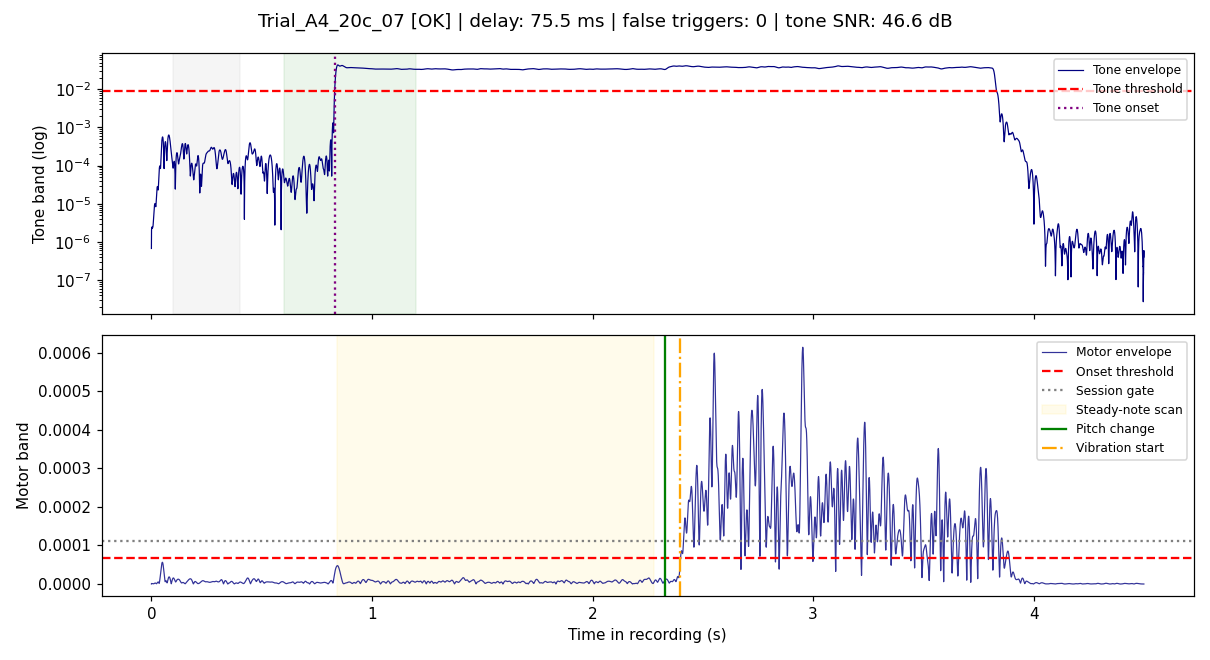 Trial_A4_20c_07 [OK] | delay: 75.5 ms | false triggers: 0 | tone SNR: 46.6 dB
Tone band (log)
10⁻²
10⁻³
10⁻⁴
10⁻⁵
10⁻⁶
10⁻⁷
Tone envelope
Tone threshold
Tone onset
Motor band
0.0006
0.0005
0.0004
0.0003
0.0002
0.0001
0.0000
Motor envelope
Onset threshold
Session gate
Steady-note scan
Pitch change
Vibration start
0 1 2 3 4
Time in recording (s)